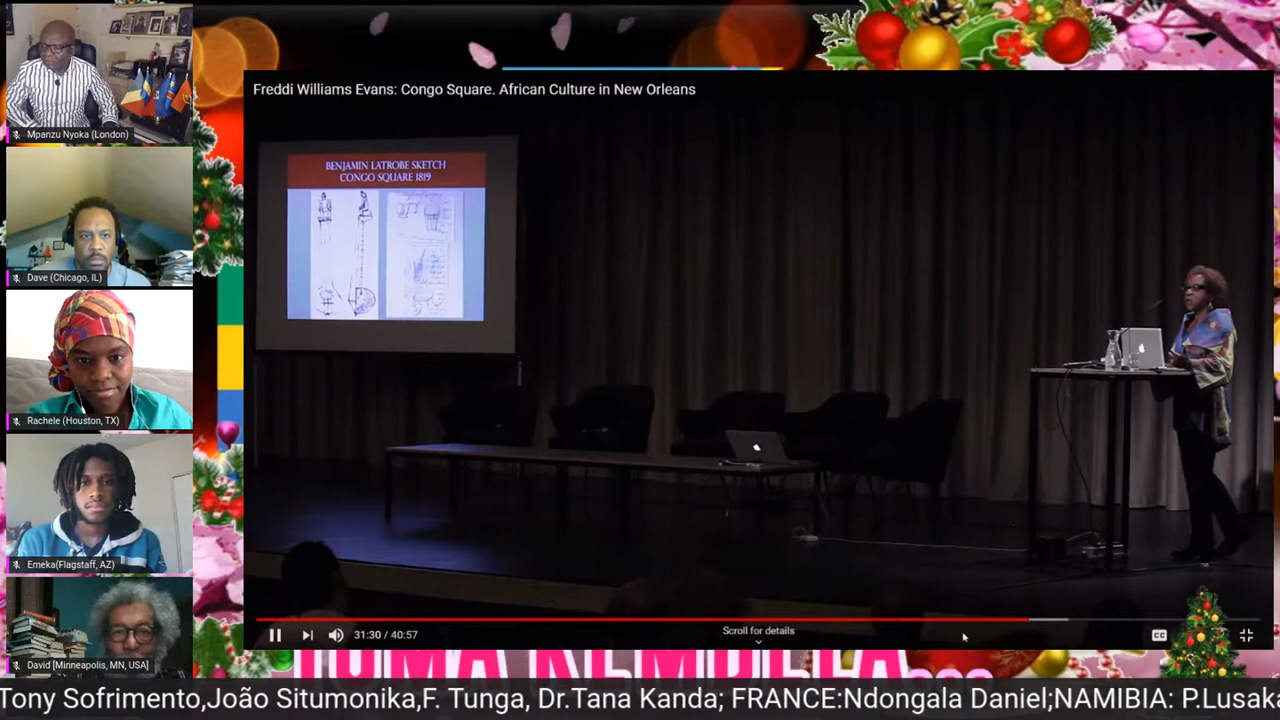 Mpanzu Nyoka (London)
Dave (Chicago, IL)
Rachele (Houston, TX)
Emeka(Flagstaff, AZ)
David [Minneapolis, MN, USA]
Freddi Williams Evans: Congo Square. African Culture in New Orleans
BENJAMIN LATROBE SKETCH
CONGO SQUARE 1819
31:30 / 40:57
Scroll for details
CC
Tony Sofrimento,João Situmonika,F. Tunga, Dr.Tana Kanda; FRANCE:Ndongala Daniel;NAMIBIA: P.Lusak